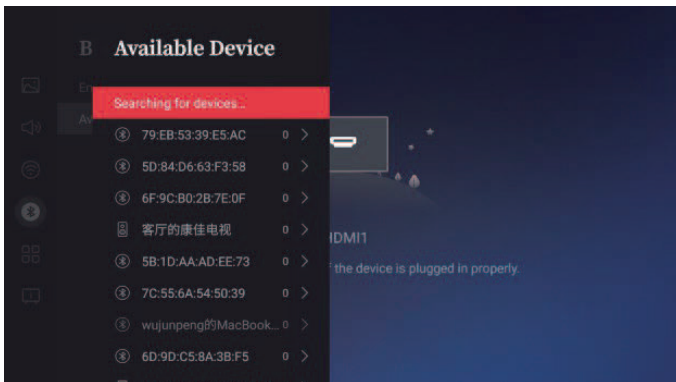 B
Available Device
En
Searching for devices...
Av
79:EB:53:39:E5:AC 0
5D:84:D6:63:F3:58 0
6F:9C:B0:2B:7E:0F 0
客厅的康佳电视 0
HDMI1
5B:1D:AA:AD:EE:73 0
f the device is plugged in properly.
7C:55:6A:54:50:39 0
wujunpeng的MacBook... 0
6D:9D:C5:8A:3B:F5 0